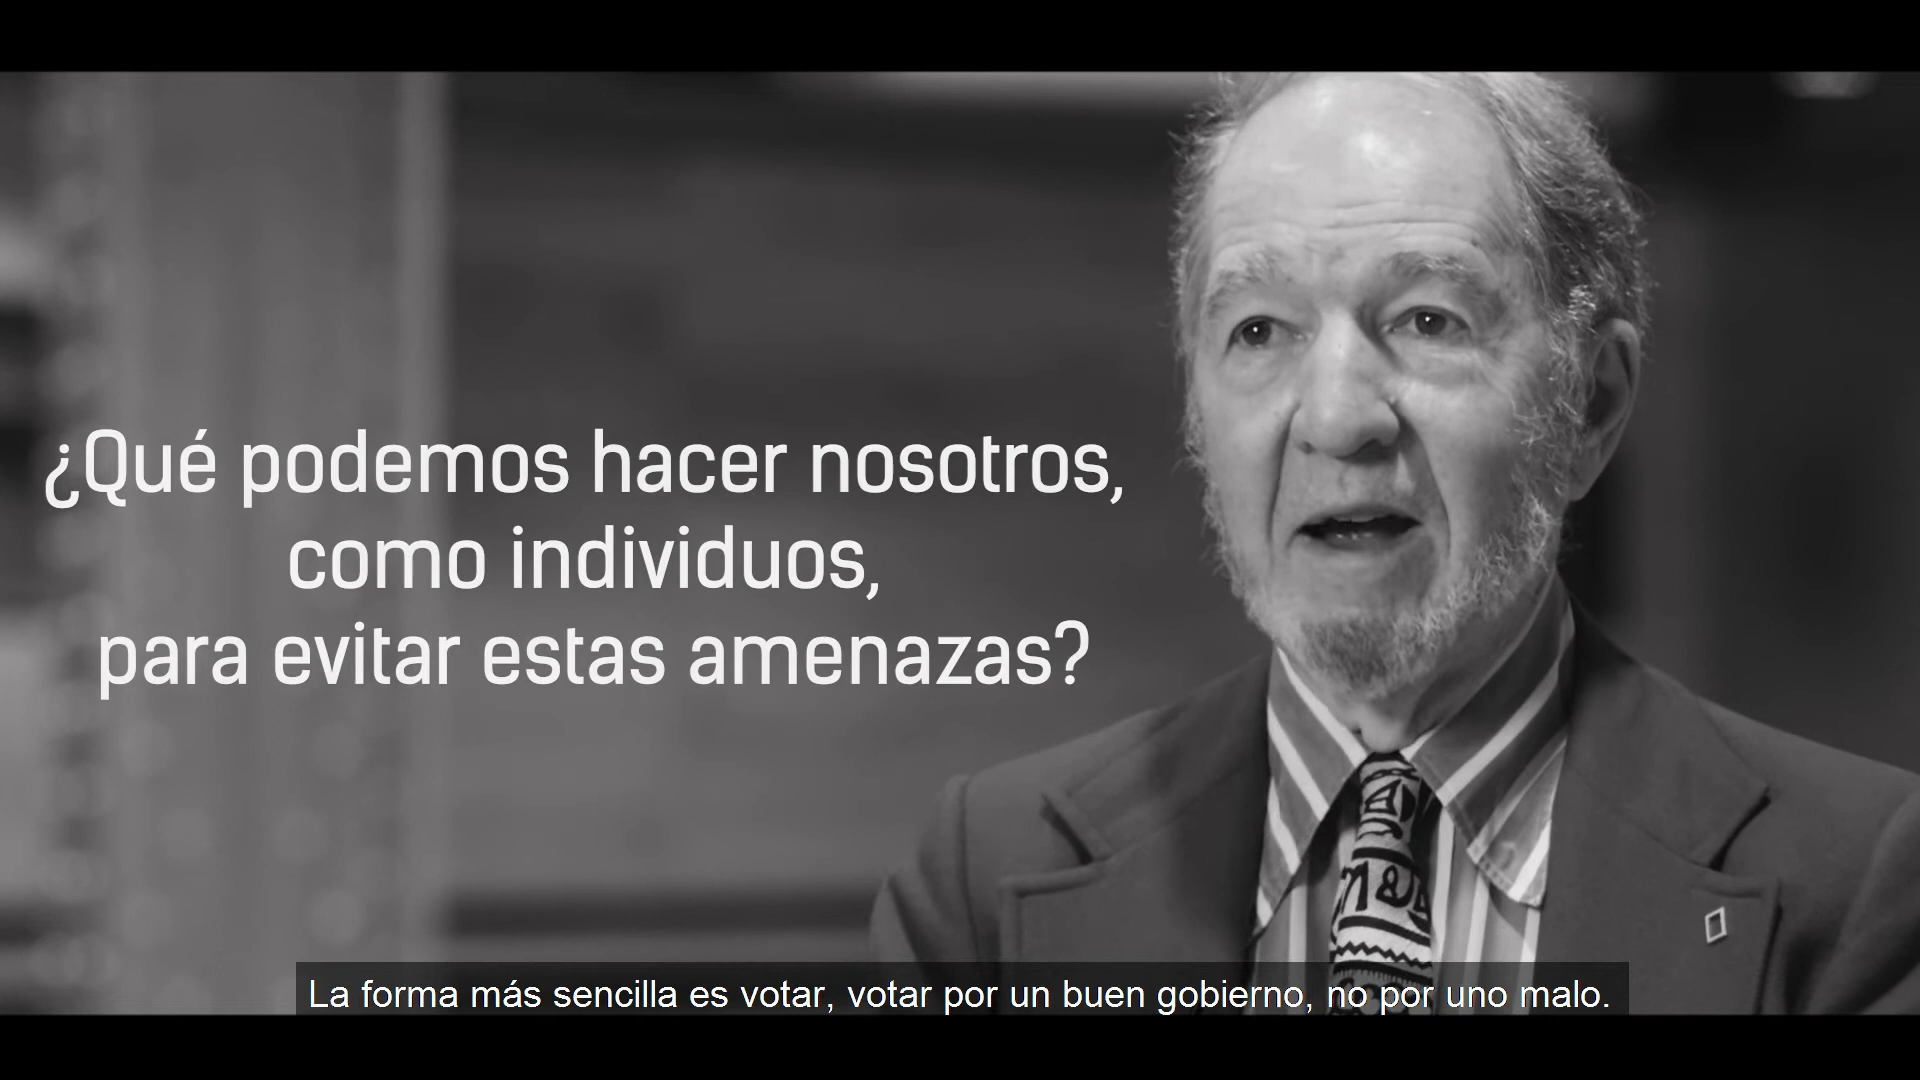 ¿Qué podemos hacer nosotros,
como individuos,
para evitar estas amenazas?
La forma más sencilla es votar, votar por un buen gobierno, no por uno malo.